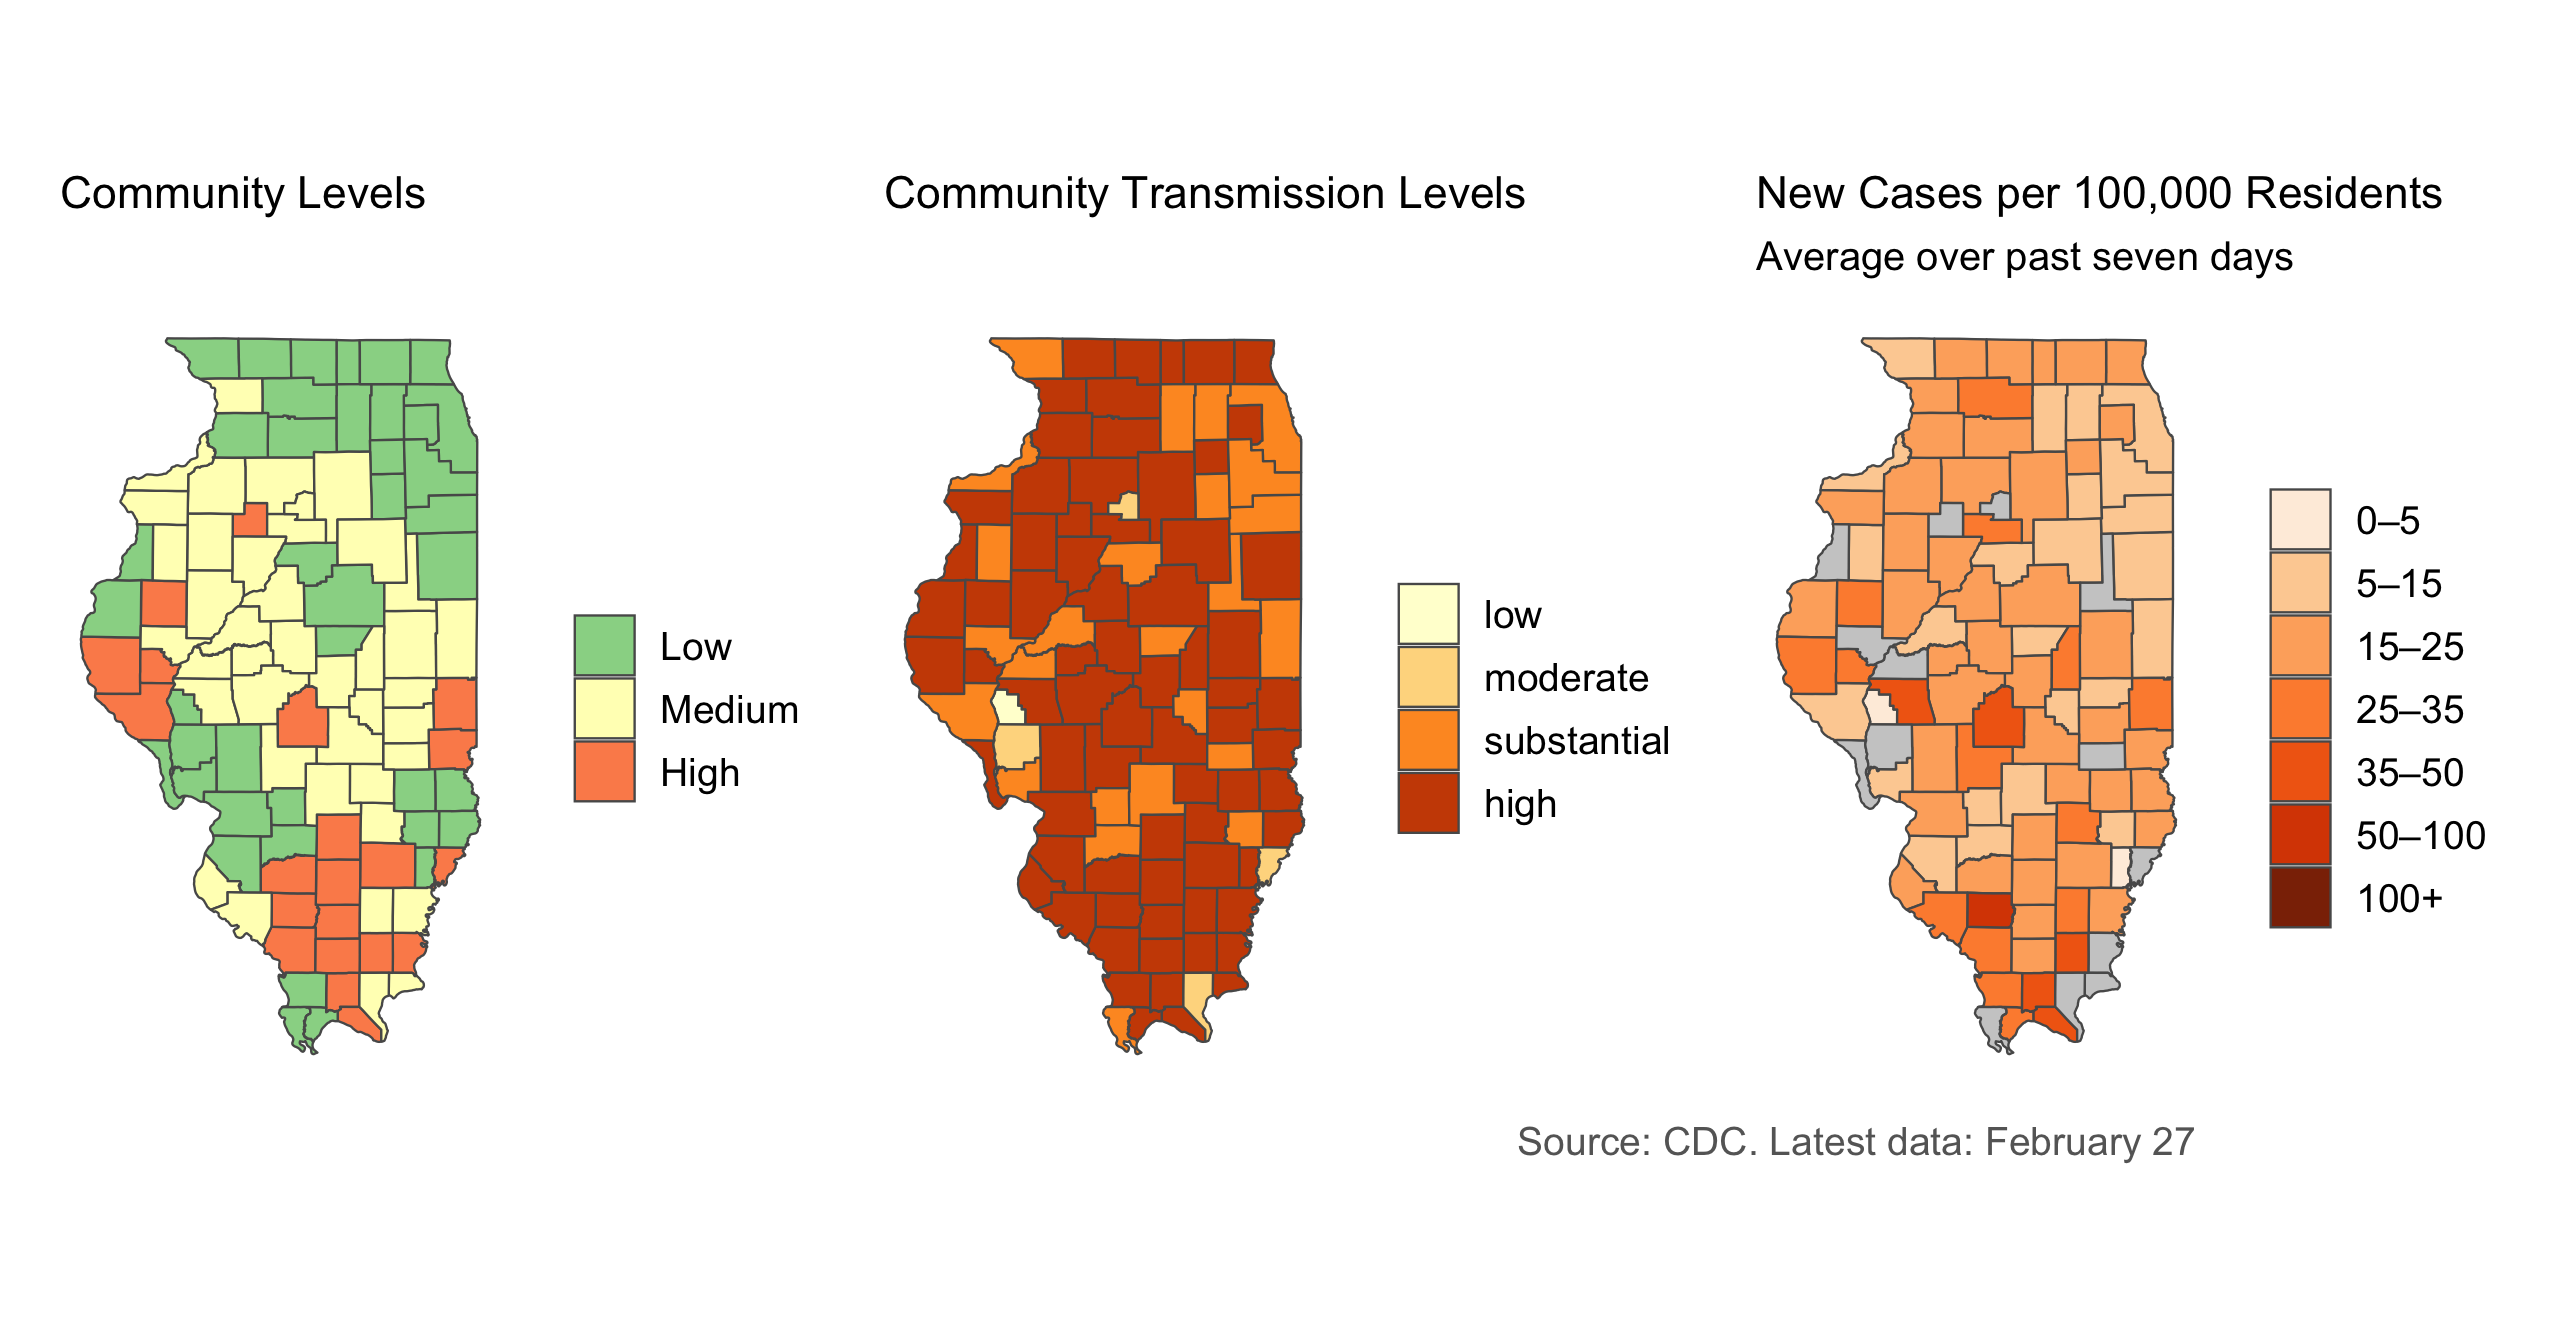 Community Levels
Low
Medium
High
Community Transmission Levels
low
moderate
substantial
high
New Cases per 100,000 Residents
Average over past seven days
0–5
5–15
15–25
25–35
35–50
50–100
100+
Source: CDC. Latest data: February 27